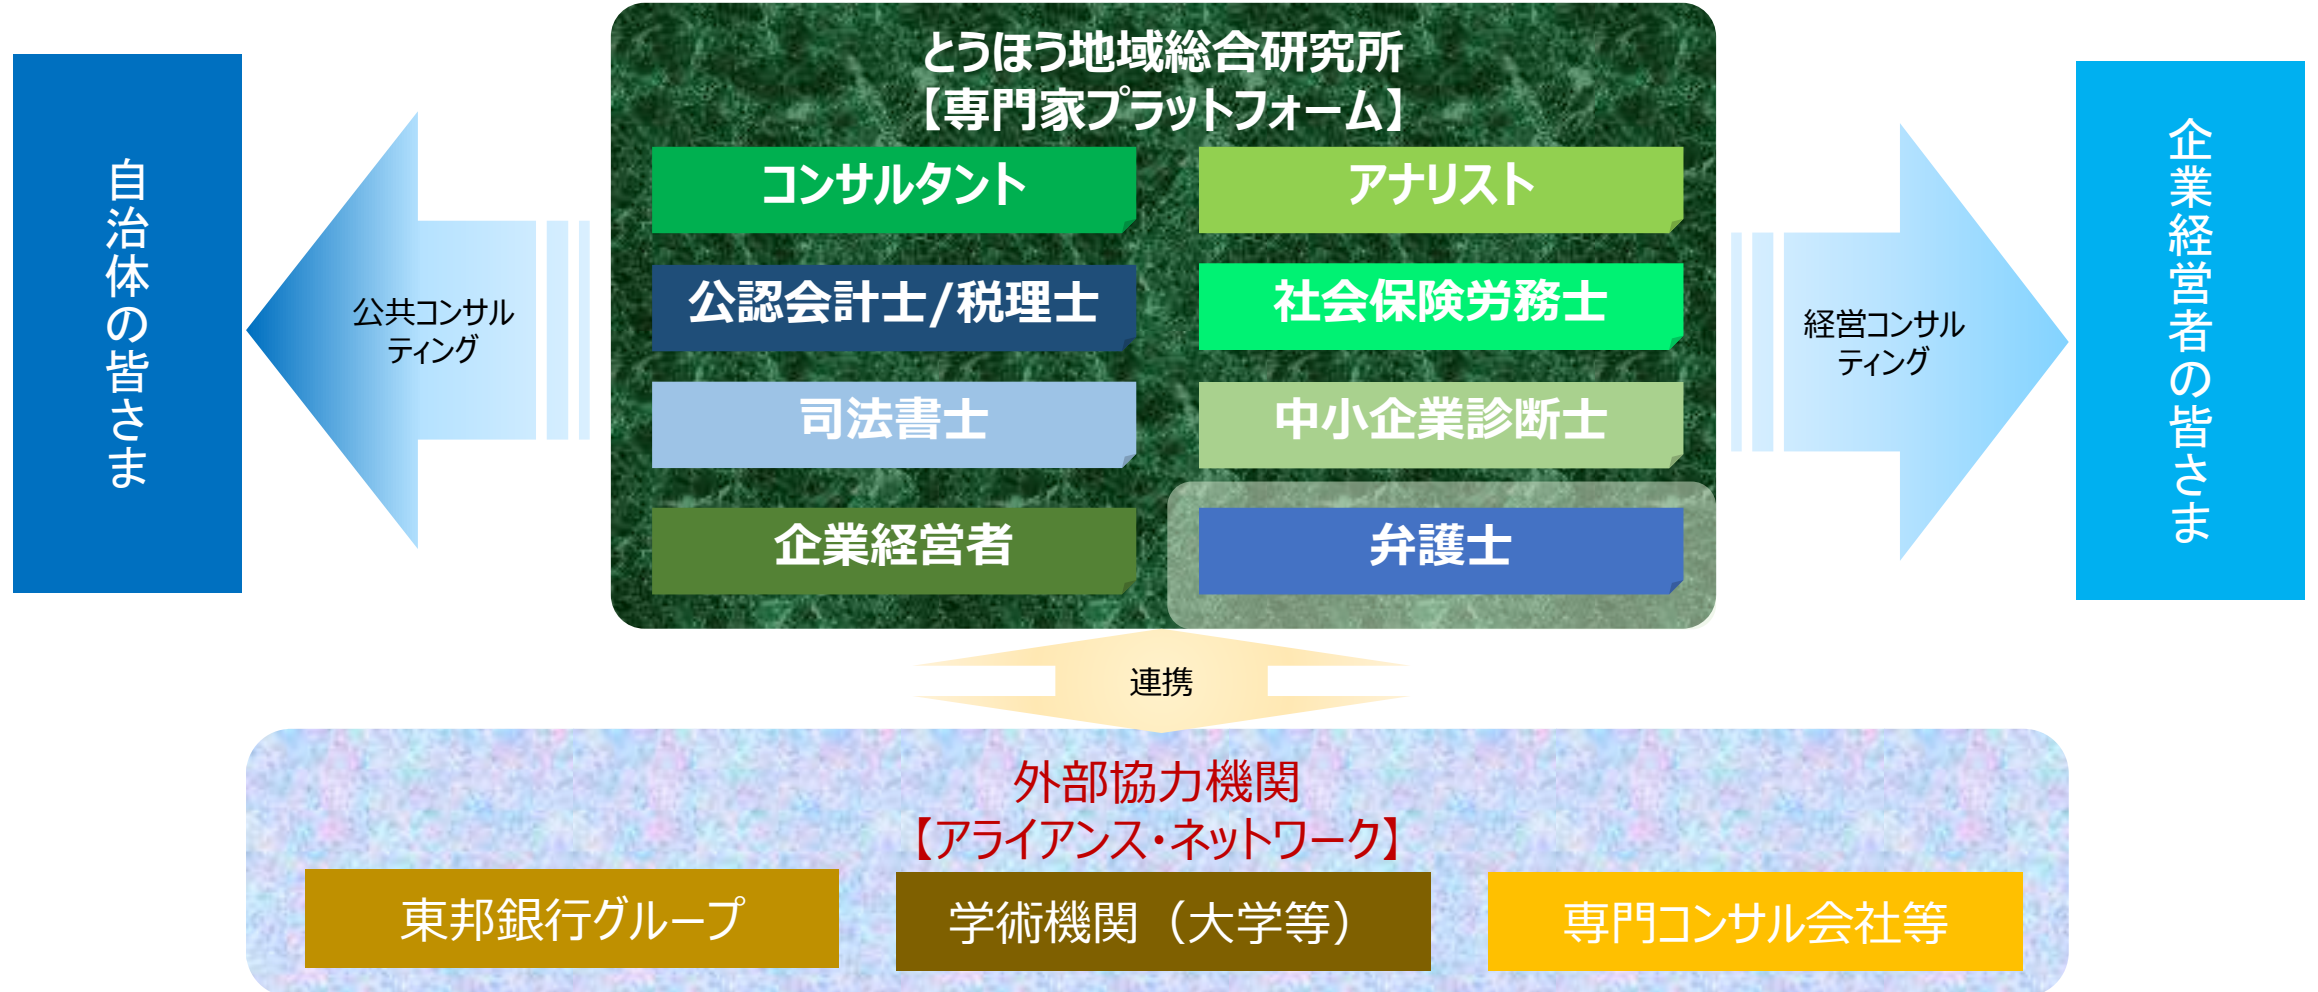 とうほう地域総合研究所
【専門家プラットフォーム】
自治体の皆さま
公共コンサル
ティング
コンサルタント
アナリスト
公認会計士/税理士
社会保険労務士
司法書士
中小企業診断士
企業経営者
弁護士
経営コンサル
ティング
企業経営者の皆さま
連携
外部協力機関
【アライアンス・ネットワーク】
東邦銀行グループ
学術機関（大学等）
専門コンサル会社等